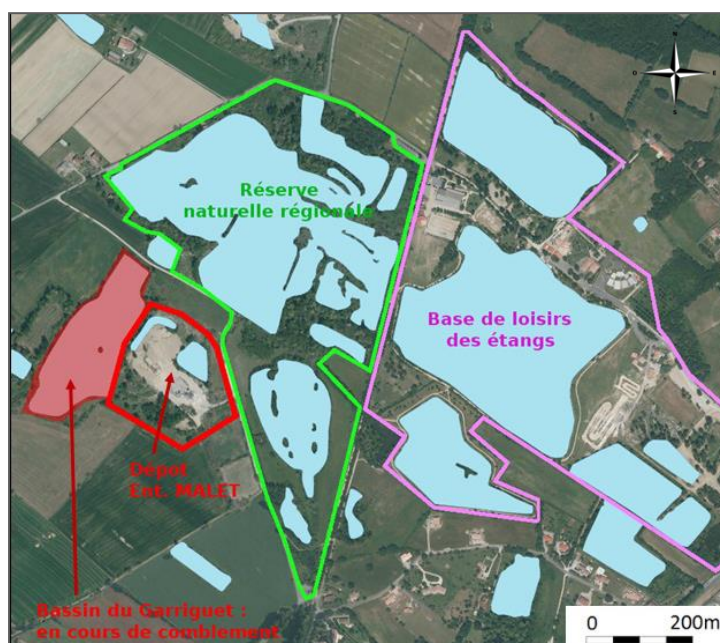 N
O
E
S
Réserve
naturelle régionale
Base de loisirs
des étangs
Dépot
Ent. MALET
Bassin du Garriguet :
en cours de comblement
0 200m